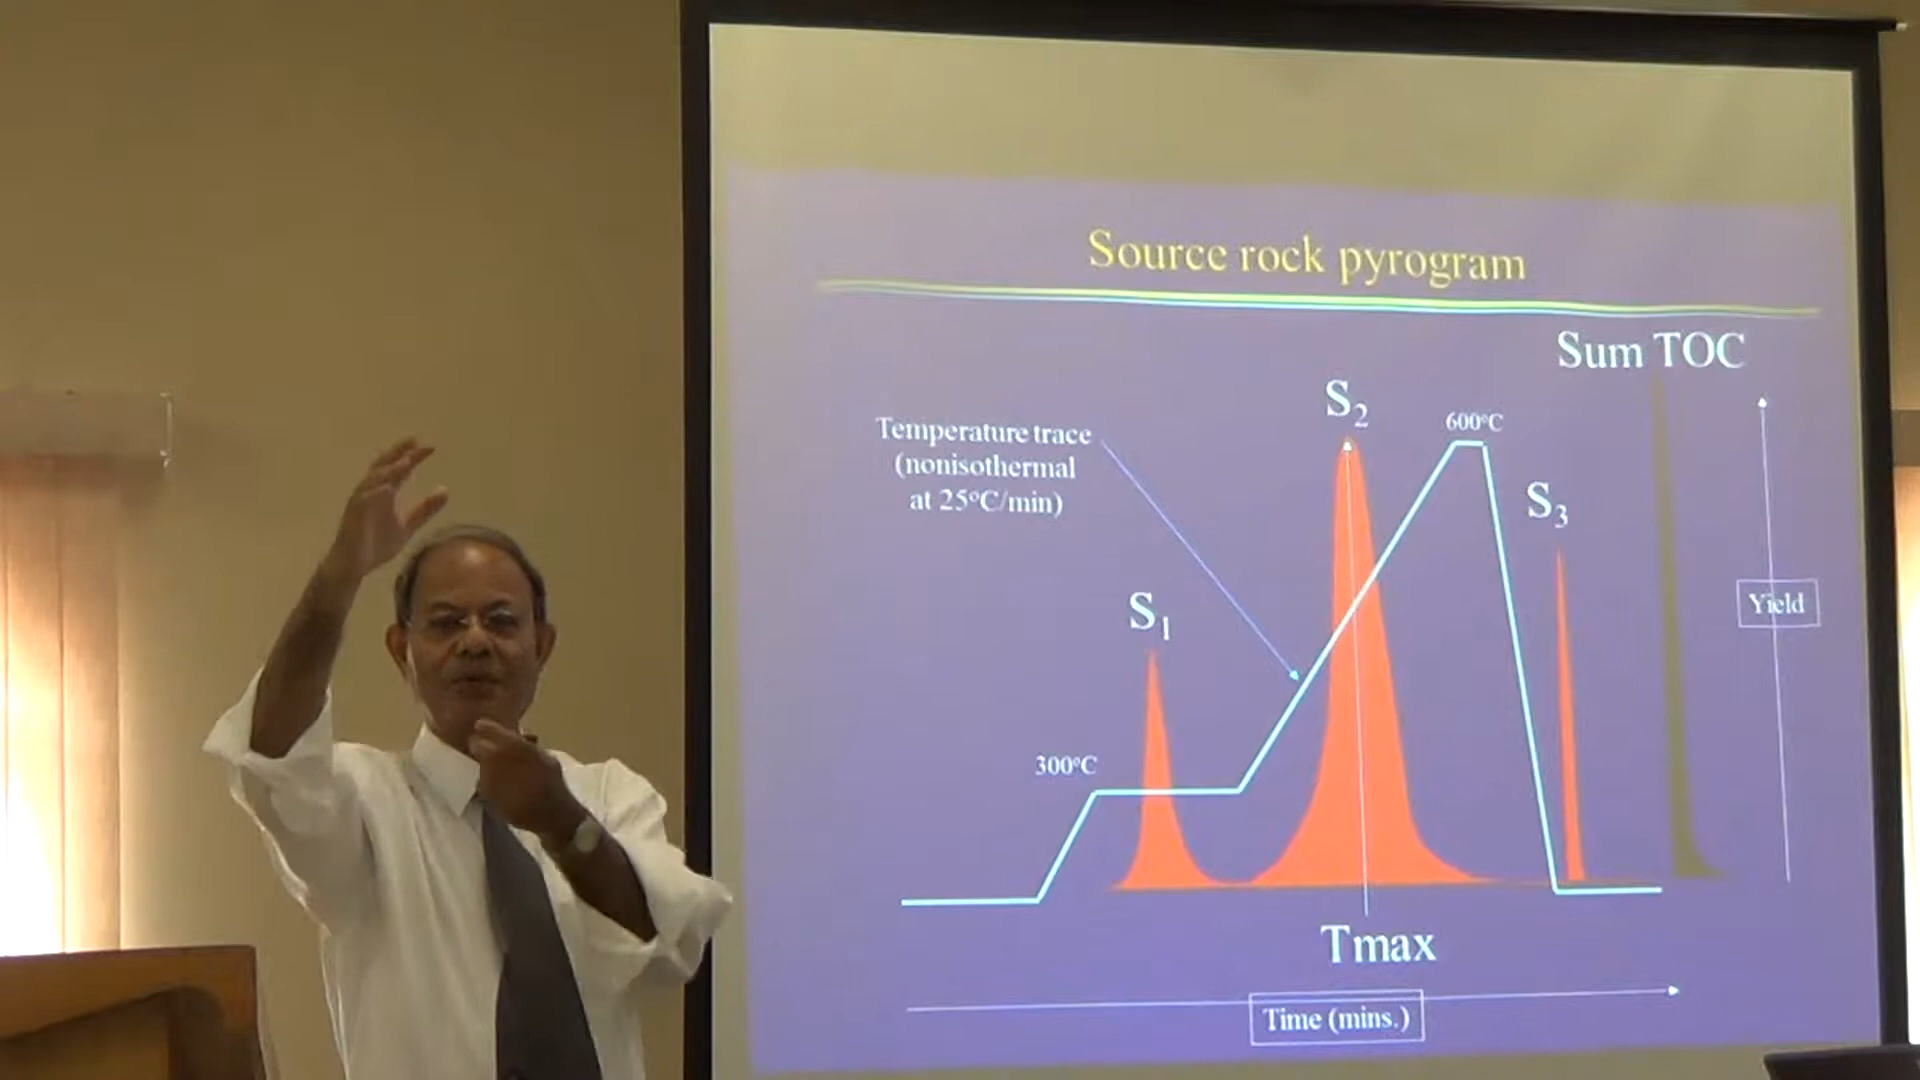 Source rock pyrogram
Sum TOC
S₂
600°C
Temperature trace
(nonisothermal
at 25°C/min)
S₃
Yield
S₁
300°C
Tmax
Time (mins.)